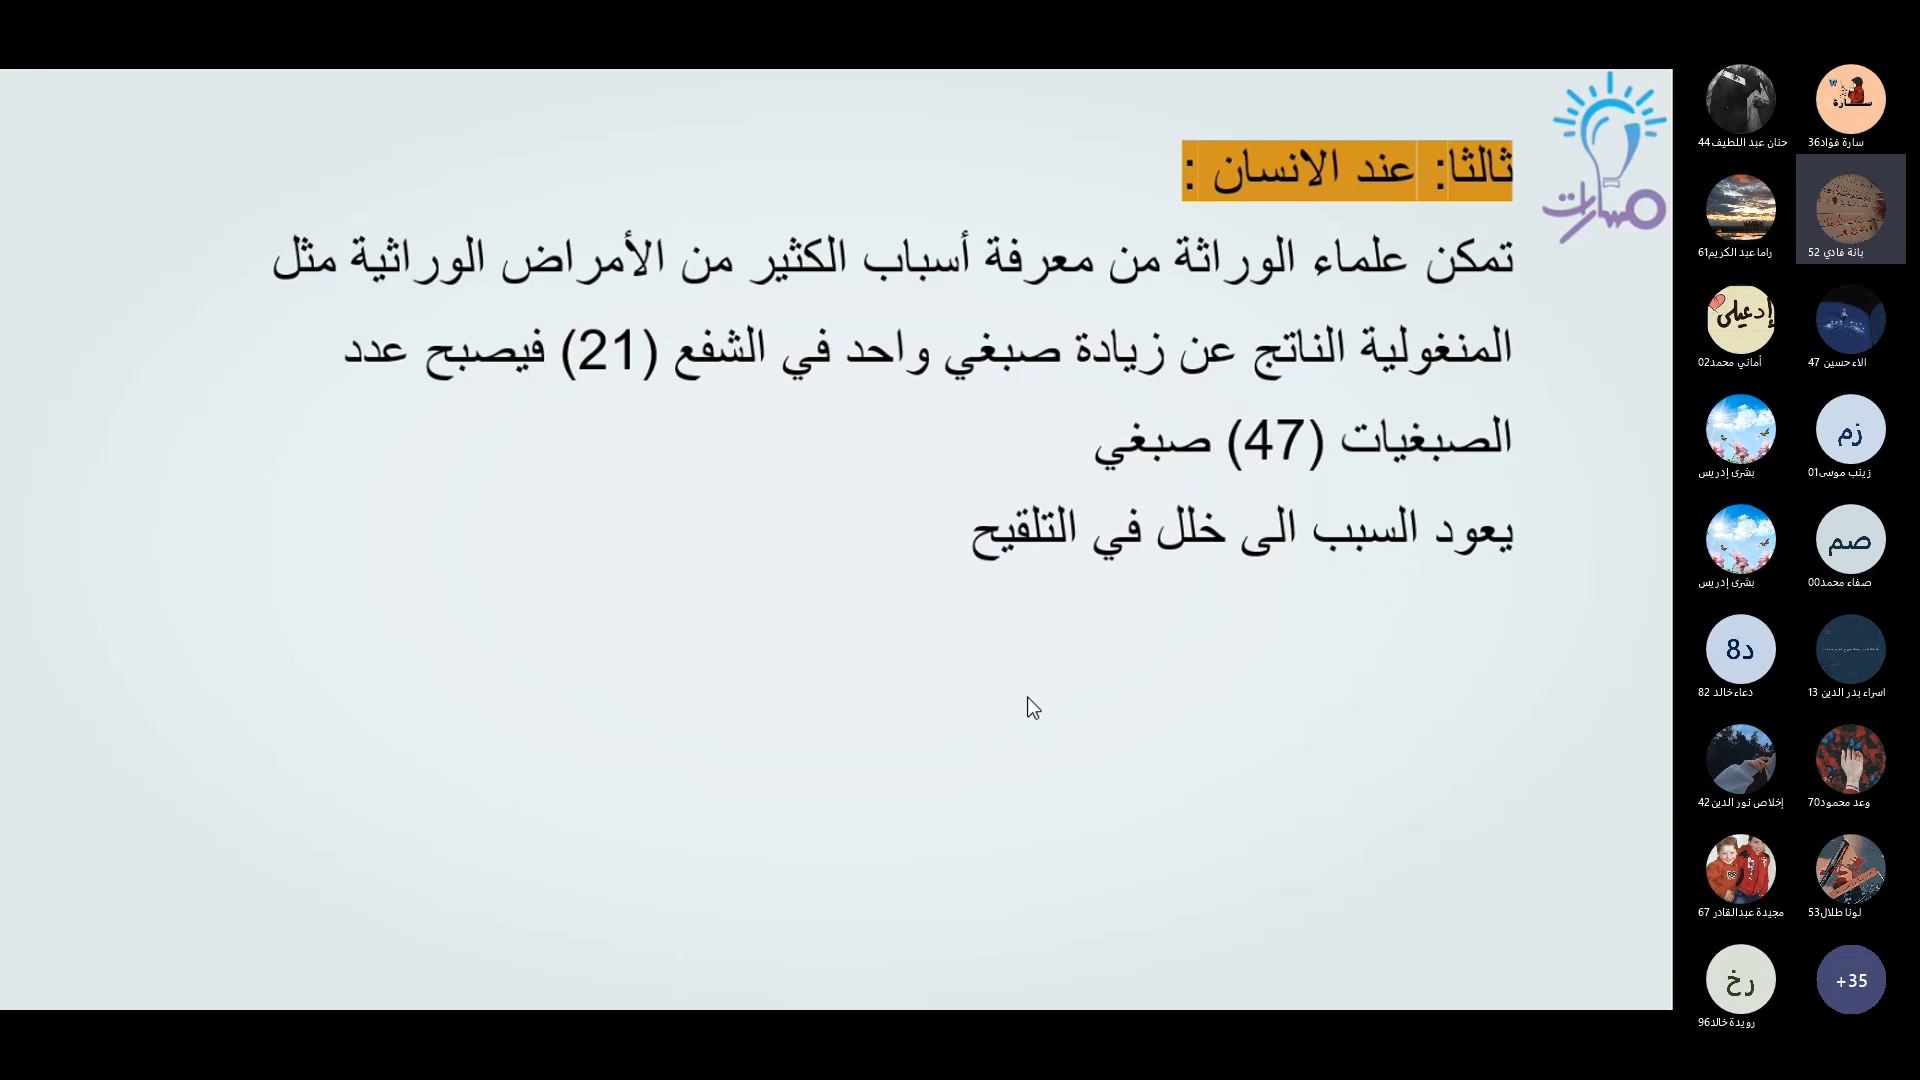 ثالثا: عند الانسان :
تمكن علماء الوراثة من معرفة أسباب الكثير من الأمراض الوراثية مثل
المنغولية الناتج عن زيادة صبغي واحد في الشفع (21) فيصبح عدد
الصبغيات (47) صبغي
يعود السبب الى خلل في التلقيح
مسارات
سارة
سارة فؤاد36
حنان عبد اللطيف44
بانة فادي 52
راما عبد الكريم61
إدعيلي
الاء حسين 47
أماني محمد02
زم
زينب موسى01
بشرى إدريس
صم
صفاء محمد00
بشرى إدريس
د8
اسراء بدر الدين 13
دعاءخالد 82
وعد محمود70
إخلاص نور الدين42
لونا طلال53
مجيدة عبدالقادر 67
رخ
+35
رويدة خالد96